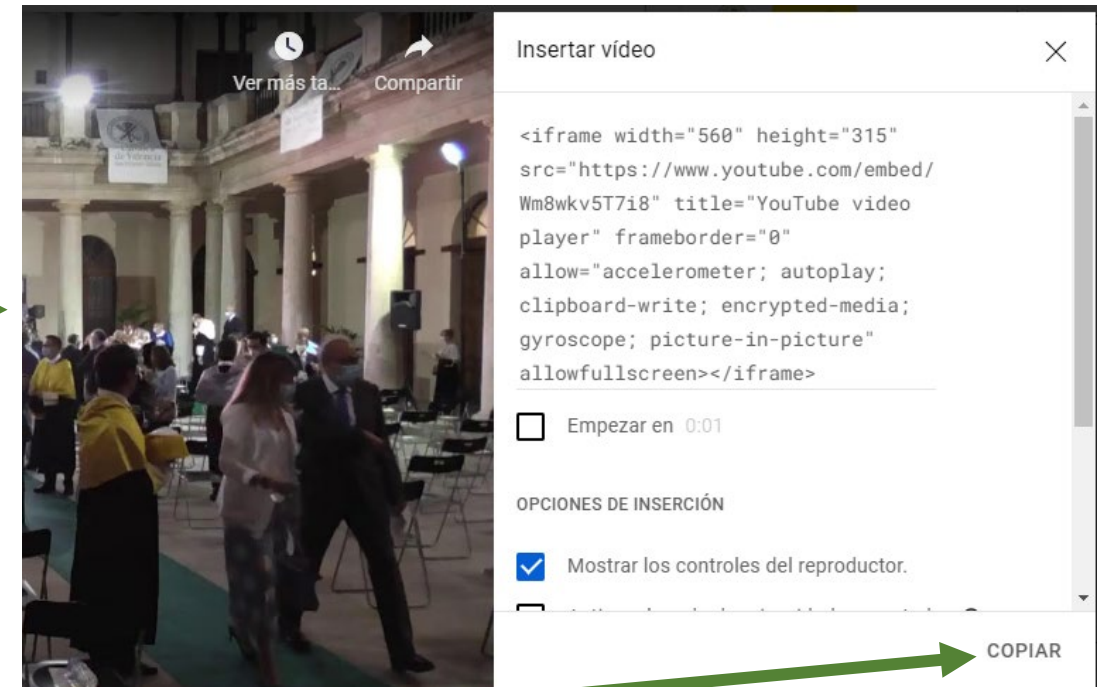 Ver más ta...
Compartir
de València
Insertar vídeo
<iframe width="560" height="315"
src="https://www.youtube.com/embed/
Wm8wkv5T7i8" title="YouTube video
player" frameborder="0"
allow="accelerometer; autoplay;
clipboard-write; encrypted-media;
gyroscope; picture-in-picture"
allowfullscreen></iframe>
Empezar en 0:01
OPCIONES DE INSERCIÓN
Mostrar los controles del reproductor.
COPIAR